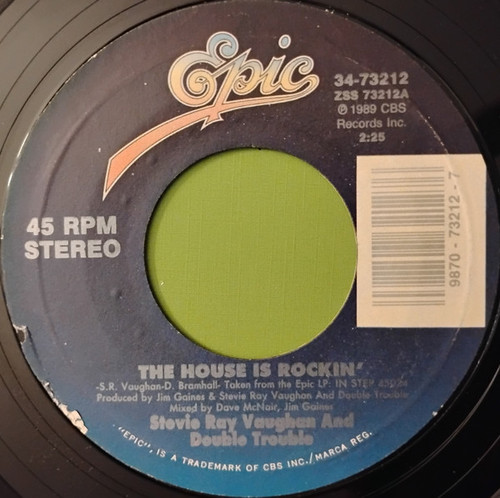 Epic
34-73212
ZSS 73212A
℗ 1989 CBS
Records Inc.
2:25
9870 - 73212 - 7
45 RPM
STEREO
THE HOUSE IS ROCKIN'
-S.R. Vaughan-D. Bramhall- Taken from the Epic LP: IN STEP
Produced by Jim Gaines & Stevie Ray Vaughan And Double Trouble
Mixed by Dave McNair, Jim Gaines
Stevie Ray Vaughan And
Double Trouble
"EPIC", IS A TRADEMARK OF CBS INC./MARCA REG.